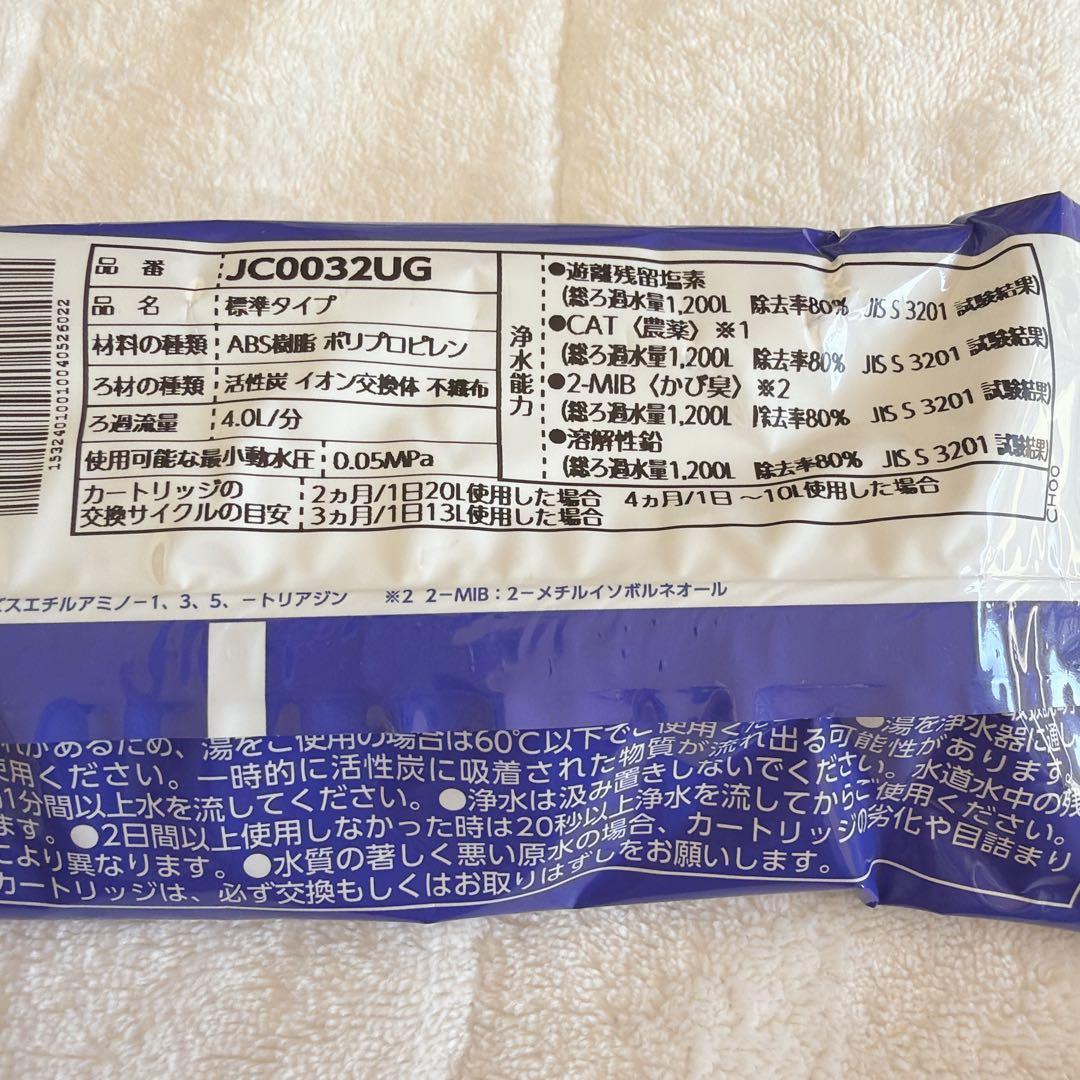 品番 JC0032UG
品名 標準タイプ
材料の種類 ABS樹脂 ポリプロピレン
ろ材の種類 活性炭 イオン交換体 不織布
ろ過流量 4.0L/分
使用可能な最小動水圧 0.05MPa
浄水能力
●遊離残留塩素
(総ろ過水量1,200L 除去率80% JIS S 3201 試験結果)
●CAT〈農薬〉※1
(総ろ過水量1,200L 除去率80% JIS S 3201 試験結果)
●2-MIB〈かび臭〉※2
(総ろ過水量1,200L 除去率80% JIS S 3201 試験結果)
●溶解性鉛
(総ろ過水量1,200L 除去率80% JIS S 3201 試験結果)
カートリッジの交換サイクルの目安
2ヵ月/1日20L使用した場合 4ヵ月/1日 〜10L使用した場合
3ヵ月/1日13L使用した場合
スエチルアミノ−1、3、5、−トリアジン ※2 2−MIB：2−メチルイソボルネオール
があるため、湯をご使用の場合は60℃以下でご使用くだ
●湯を浄水器に通し
用ください。一時的に活性炭に吸着された物質が流れ出る可能性があります。
1分間以上水を流してください。●浄水は汲み置きしないでください。水道水中の残
ます。●2日間以上使用しなかった時は20秒以上浄水を流してからご使用ください。
により異なります。●水質の著しく悪い原水の場合、カートリッジの劣化や目詰まり
カートリッジは、必ず交換もしくはお取りはずしをお願いします。